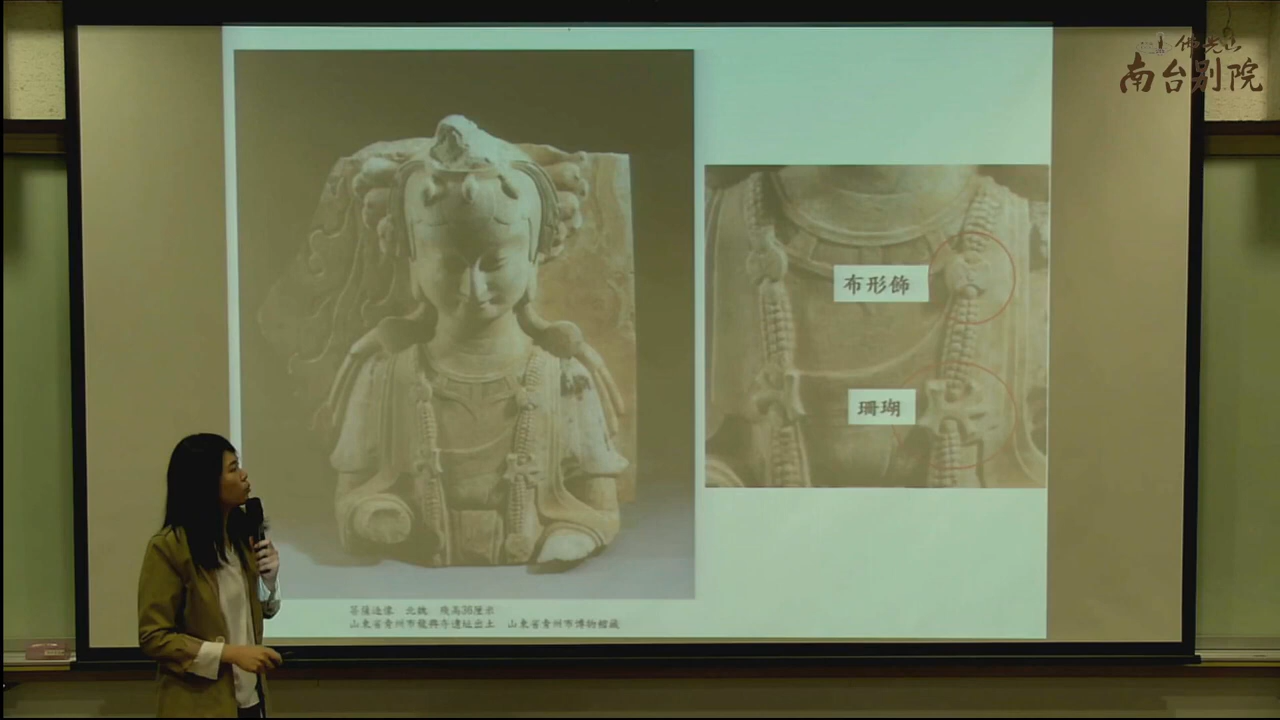 佛光山
南台別院
布形飾
珊瑚
菩薩造像 北魏 殘高36厘米
山東省青州市龍興寺遺址出土 山東省青州市博物館藏